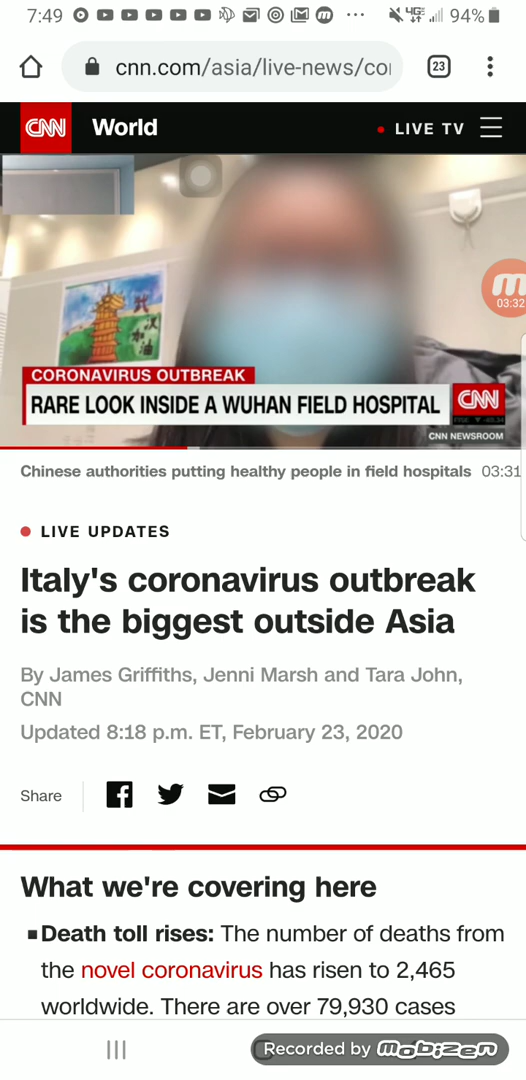 7:49
94%
cnn.com/asia/live-news/co
23
CNN World
LIVE TV
武汉
加油
03:32
CORONAVIRUS OUTBREAK
RARE LOOK INSIDE A WUHAN FIELD HOSPITAL
CNN
CNN NEWSROOM
Chinese authorities putting healthy people in field hospitals 03:31
LIVE UPDATES
Italy's coronavirus outbreak
is the biggest outside Asia
By James Griffiths, Jenni Marsh and Tara John,
CNN
Updated 8:18 p.m. ET, February 23, 2020
Share
What we're covering here
Death toll rises: The number of deaths from
the novel coronavirus has risen to 2,465
worldwide. There are over 79,930 cases
Recorded by mobizen